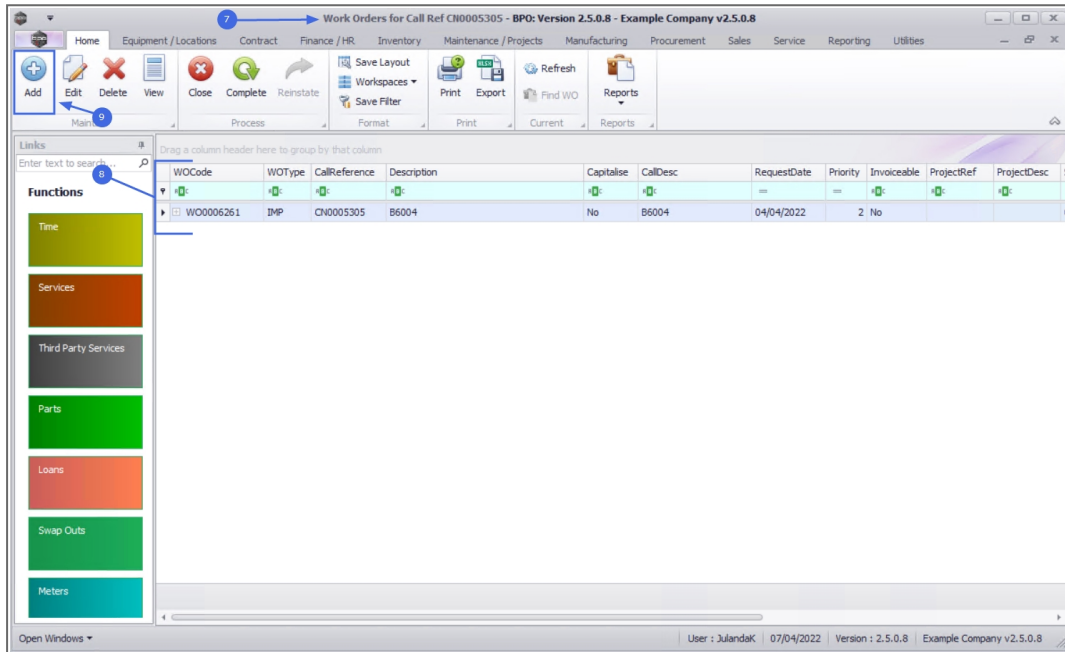 7
Work Orders for Call Ref CN0005305 - BPO: Version 2.5.0.8 - Example Company v2.5.0.8
Home Equipment / Locations Contract Finance / HR Inventory Maintenance / Projects Manufacturing Procurement Sales Service Reporting Utilities
Add Edit Delete View
Close Complete Reinstate
Save Layout
Workspaces
Save Filter
Print Export
Refresh
Find WO
Reports
9
Process Format Print Current Reports
Links
Enter text to search...
Drag a column header here to group by that column
8
WOCode WOType CallReference Description Capitalise CallDesc RequestDate Priority Invoiceable ProjectRef ProjectDesc
Functions
WO0006261 IMP CN0005305 B6004 No B6004 04/04/2022 2 No
Time
Services
Third Party Services
Parts
Loans
Swap Outs
Meters
Open Windows
User : JulandaK 07/04/2022 Version : 2.5.0.8 Example Company v2.5.0.8